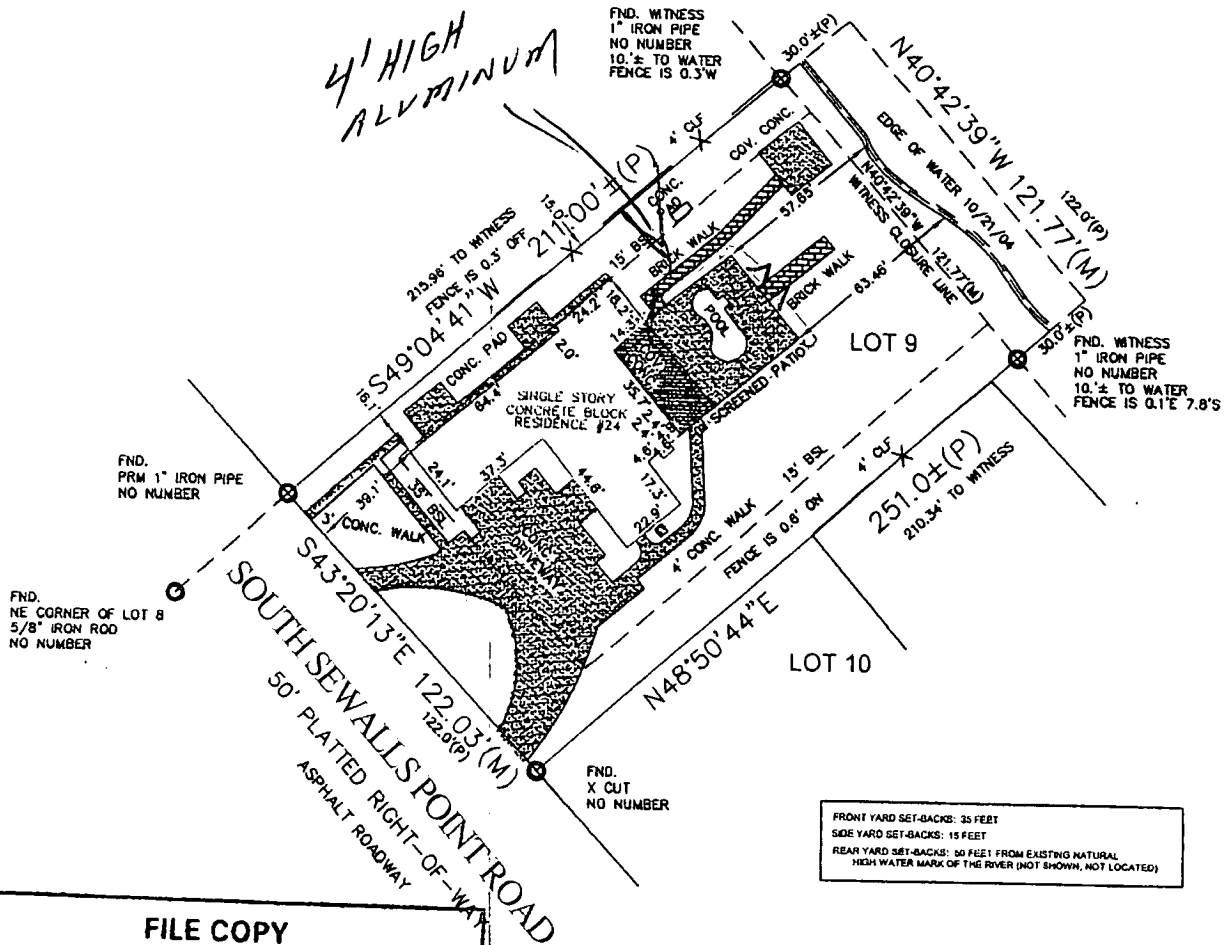 4' HIGH
ALUMINUM
FND. WITNESS
1" IRON PIPE
NO NUMBER
10.'± TO WATER
FENCE IS 0.3'W
30.0'±(P)
N40°42'39"W 121.77'(M)
122.0'(P)
EDGE OF WATER 10/21/04
N40°42'39"W
121.77'(M)
WITNESS CLOSURE LINE
4' CLF
COV. CONC.
57.65
63.46'
CONC.
BRICK WALK
BRICK WALK
15' BSL
15.0'
215.96' TO WITNESS
FENCE IS 0.3' OFF
S49°04'41"W
211.00'±(P)
24.2'
18.2'
14.3'
POOL
SCREENED PATIO
LOT 9
30.0'±(P)
FND. WITNESS
1" IRON PIPE
NO NUMBER
10.'± TO WATER
FENCE IS 0.1'E 7.8'S
CONC. PAD
2.0'
64.4'
16.1'
SINGLE STORY
CONCRETE BLOCK
RESIDENCE #24
FND.
PRM 1" IRON PIPE
NO NUMBER
24.1'
37.3'
44.6'
17.3'
22.9'
39.1'
3' CONC. WALK
CONC.
DRIVEWAY
4' CONC. WALK
15' BSL
4' CLF
FENCE IS 0.6' ON
251.0±(P)
210.34' TO WITNESS
N48°50'44"E
LOT 10
FND.
NE CORNER OF LOT 8
5/8" IRON ROD
NO NUMBER
S43°20'13"E 122.03'(M)
122.0'(P)
SOUTH SEWALLS POINT ROAD
50' PLATTED RIGHT-OF-WAY
ASPHALT ROADWAY
FND.
X CUT
NO NUMBER
FRONT YARD SET-BACKS: 35 FEET
SIDE YARD SET-BACKS: 15 FEET
REAR YARD SET-BACKS: 50 FEET FROM EXISTING NATURAL
HIGH WATER MARK OF THE RIVER (NOT SHOWN, NOT LOCATED)
FILE COPY